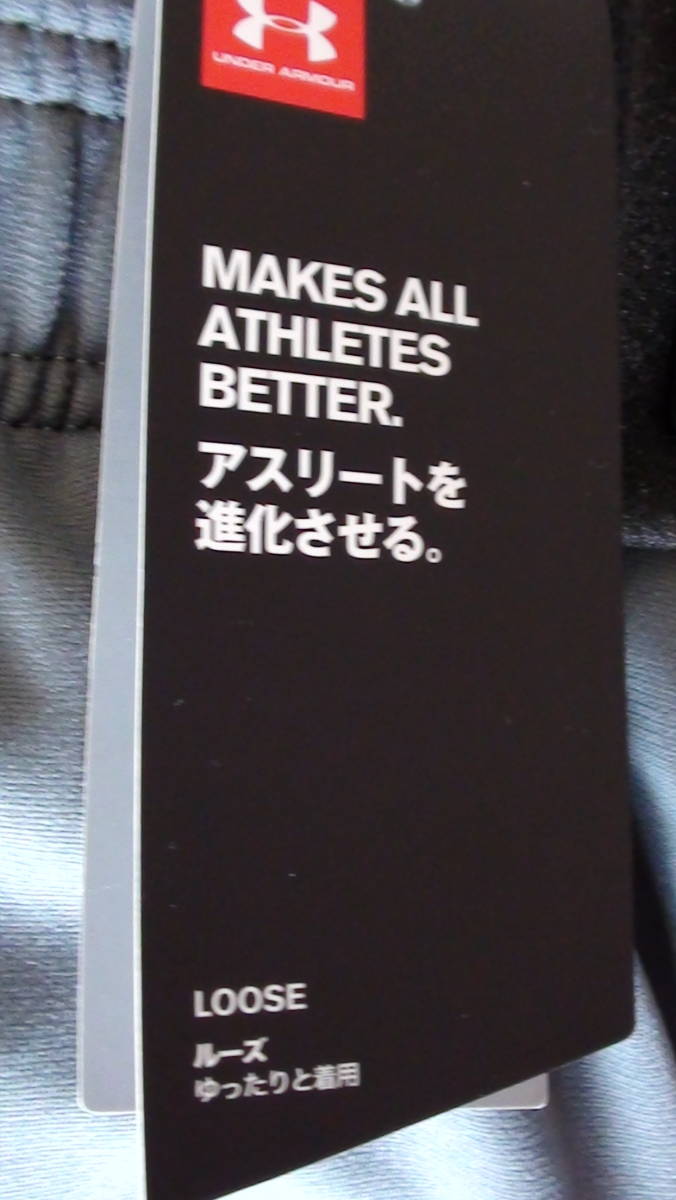 UNDER ARMOUR
MAKES ALL
ATHLETES
BETTER.
アスリートを
進化させる。
LOOSE
ルーズ
ゆったりと着用